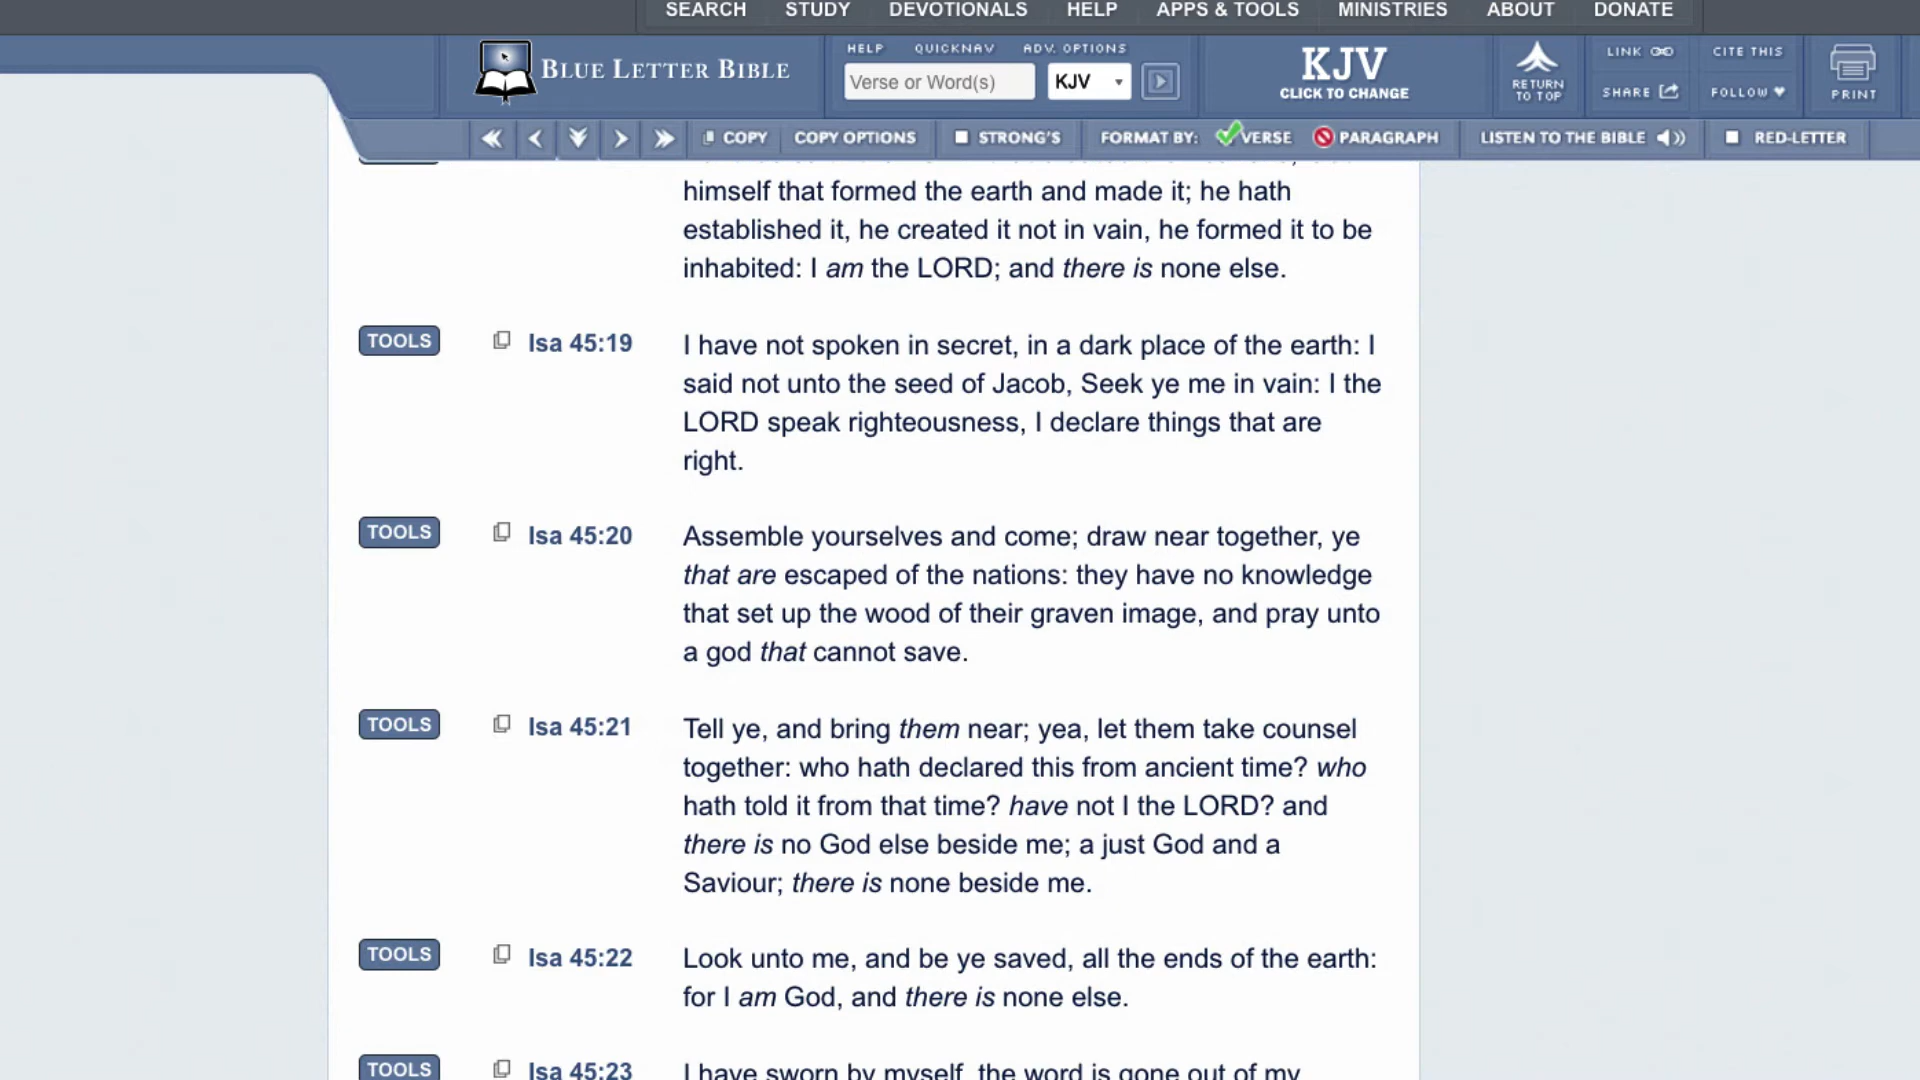 SEARCH STUDY DEVOTIONALS HELP APPS & TOOLS MINISTRIES ABOUT DONATE
BLUE LETTER BIBLE
HELP QUICKNAV ADV. OPTIONS
Verse or Word(s) KJV
KJV
CLICK TO CHANGE
RETURN
TO TOP
LINK
SHARE
CITE THIS
FOLLOW
PRINT
COPY COPY OPTIONS STRONG'S FORMAT BY: VERSE PARAGRAPH LISTEN TO THE BIBLE RED-LETTER
himself that formed the earth and made it; he hath
established it, he created it not in vain, he formed it to be
inhabited: I am the LORD; and there is none else.
TOOLS Isa 45:19 I have not spoken in secret, in a dark place of the earth: I
said not unto the seed of Jacob, Seek ye me in vain: I the
LORD speak righteousness, I declare things that are
right.
TOOLS Isa 45:20 Assemble yourselves and come; draw near together, ye
that are escaped of the nations: they have no knowledge
that set up the wood of their graven image, and pray unto
a god that cannot save.
TOOLS Isa 45:21 Tell ye, and bring them near; yea, let them take counsel
together: who hath declared this from ancient time? who
hath told it from that time? have not I the LORD? and
there is no God else beside me; a just God and a
Saviour; there is none beside me.
TOOLS Isa 45:22 Look unto me, and be ye saved, all the ends of the earth:
for I am God, and there is none else.
TOOLS Isa 45:23 I have sworn by myself, the word is gone out of my